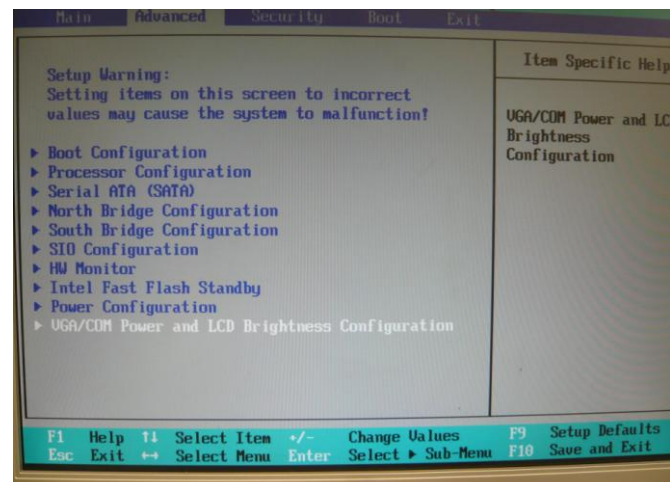 Main Advanced Security Boot Exit
Item Specific Help
Setup Warning:
Setting items on this screen to incorrect
values may cause the system to malfunction!
VGA/COM Power and LC
Brightness
Configuration
▶ Boot Configuration
▶ Processor Configuration
▶ Serial ATA (SATA)
▶ North Bridge Configuration
▶ South Bridge Configuration
▶ SIO Configuration
▶ HW Monitor
▶ Intel Fast Flash Standby
▶ Power Configuration
▶ VGA/COM Power and LCD Brightness Configuration
F1 Help ↑↓ Select Item +/- Change Values F9 Setup Defaults
Esc Exit ↔ Select Menu Enter Select ▶ Sub-Menu F10 Save and Exit